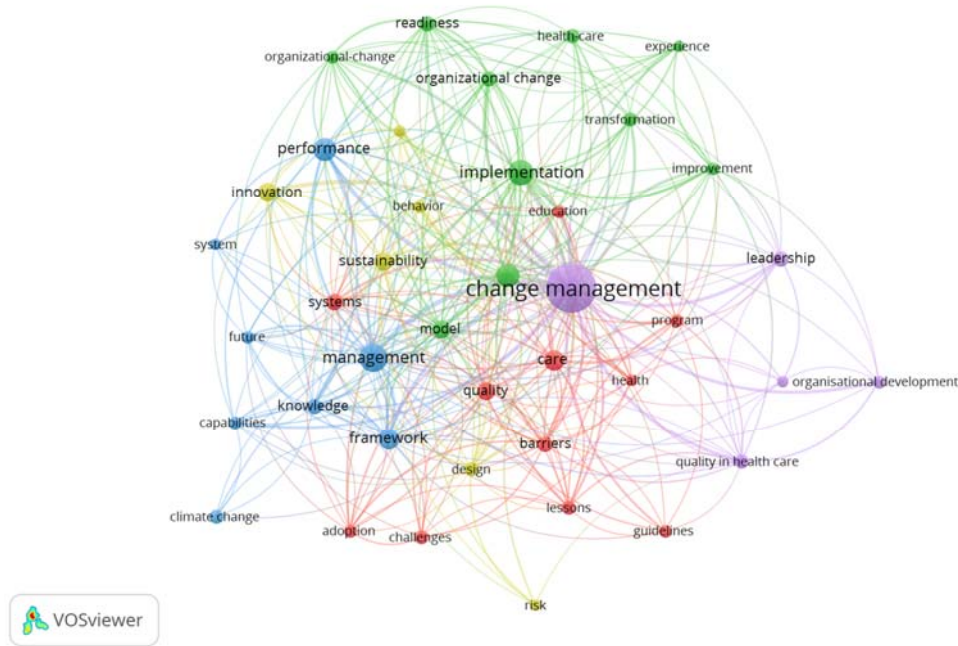 readiness
health-care
experience
organizational-change
organizational change
transformation
performance
implementation
improvement
innovation
behavior
education
system
sustainability
leadership
change management
systems
program
future
model
management
care
health
organisational development
quality
knowledge
capabilities
framework
barriers
quality in health care
design
climate change
lessons
adoption
challenges
guidelines
risk
VOSviewer